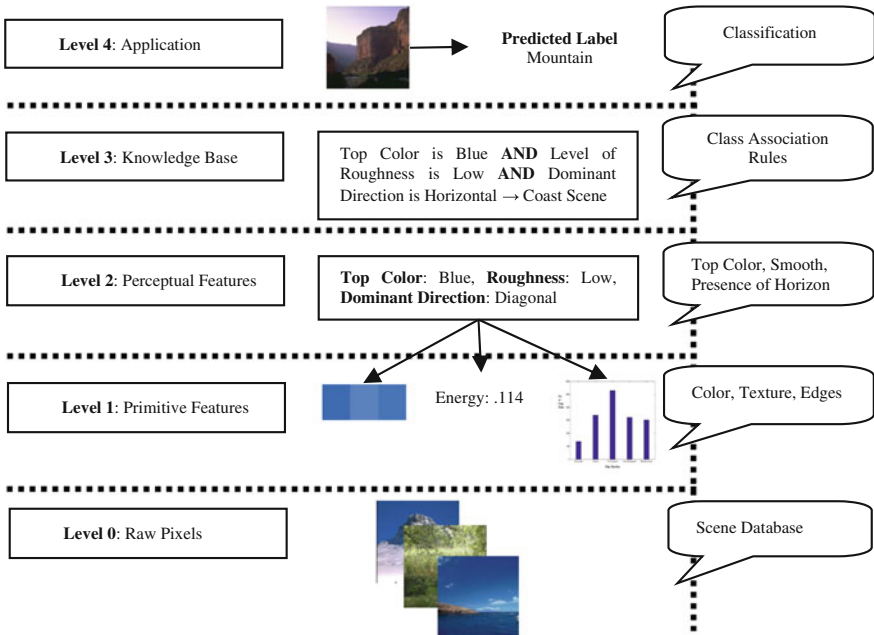 Level 4: Application
Predicted Label
Mountain
Classification
Level 3: Knowledge Base
Top Color is Blue AND Level of
Roughness is Low AND Dominant
Direction is Horizontal → Coast Scene
Class Association
Rules
Level 2: Perceptual Features
Top Color: Blue, Roughness: Low,
Dominant Direction: Diagonal
Top Color, Smooth,
Presence of Horizon
Level 1: Primitive Features
Energy: .114
Color, Texture, Edges
Level 0: Raw Pixels
Scene Database